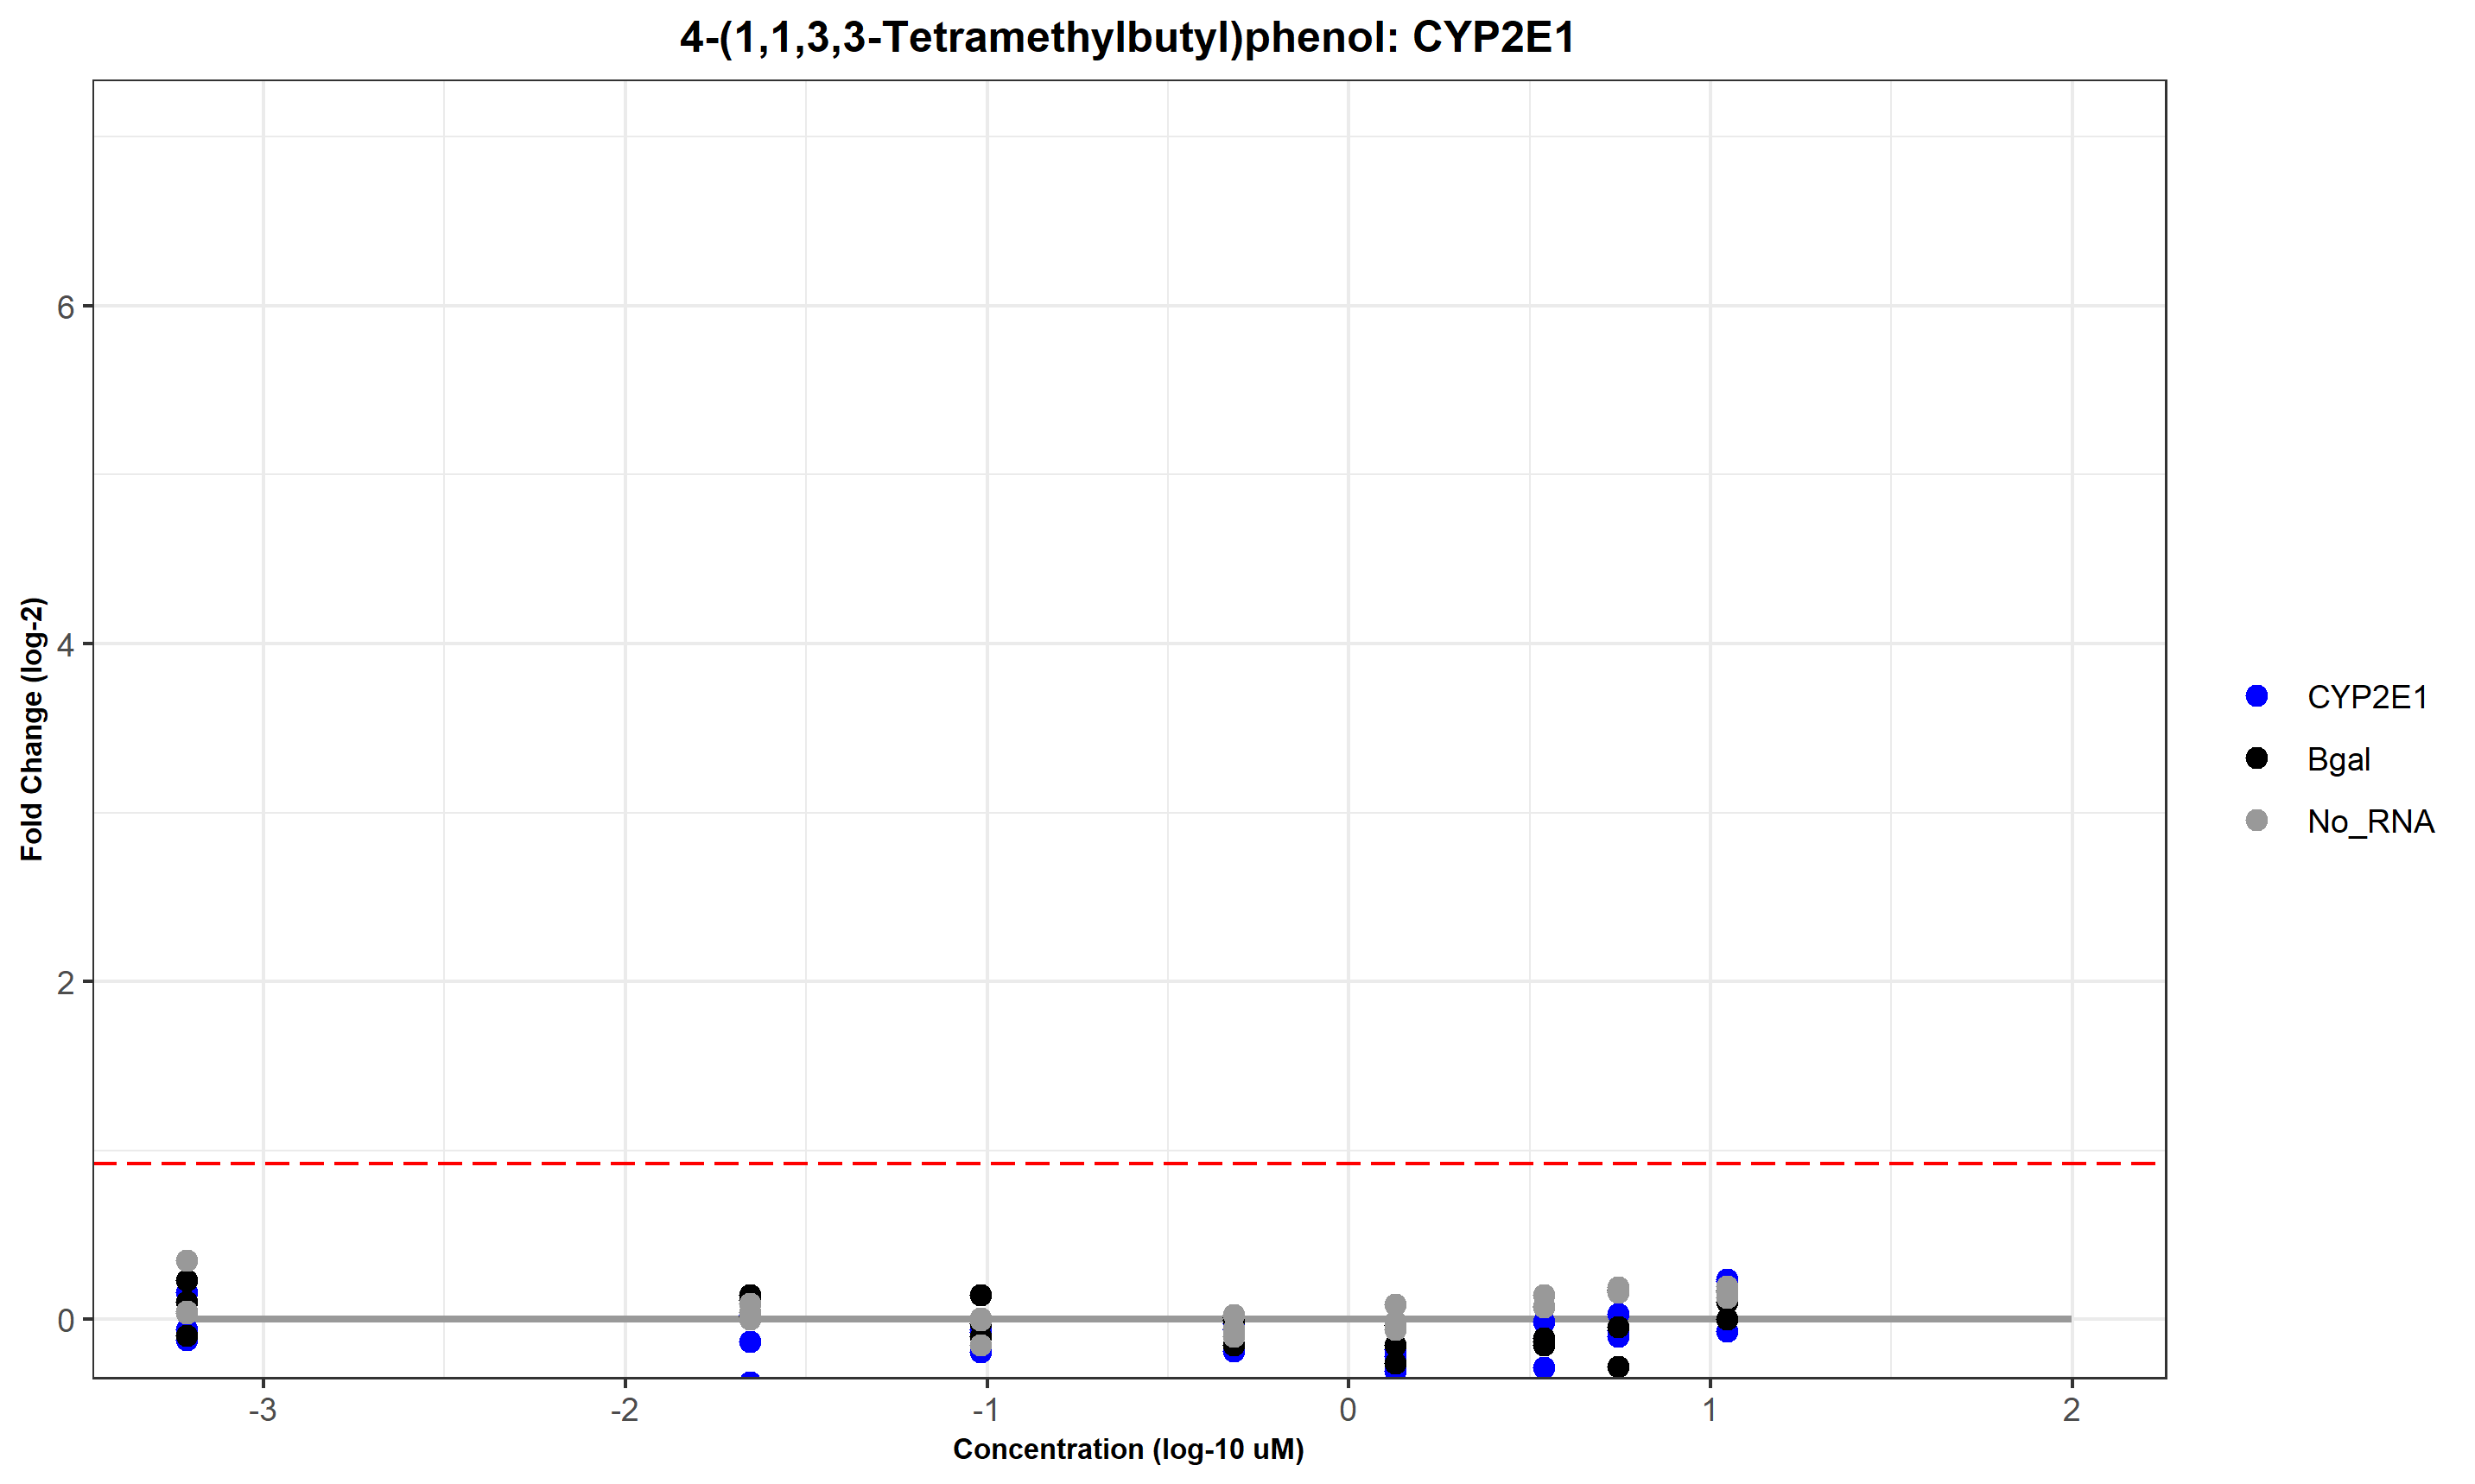 4-(1,1,3,3-Tetramethylbutyl)phenol: CYP2E1
Fold Change (log-2)
6
4
2
0
-3
-2
-1
0
1
2
Concentration (log-10 uM)
CYP2E1
Bgal
No_RNA